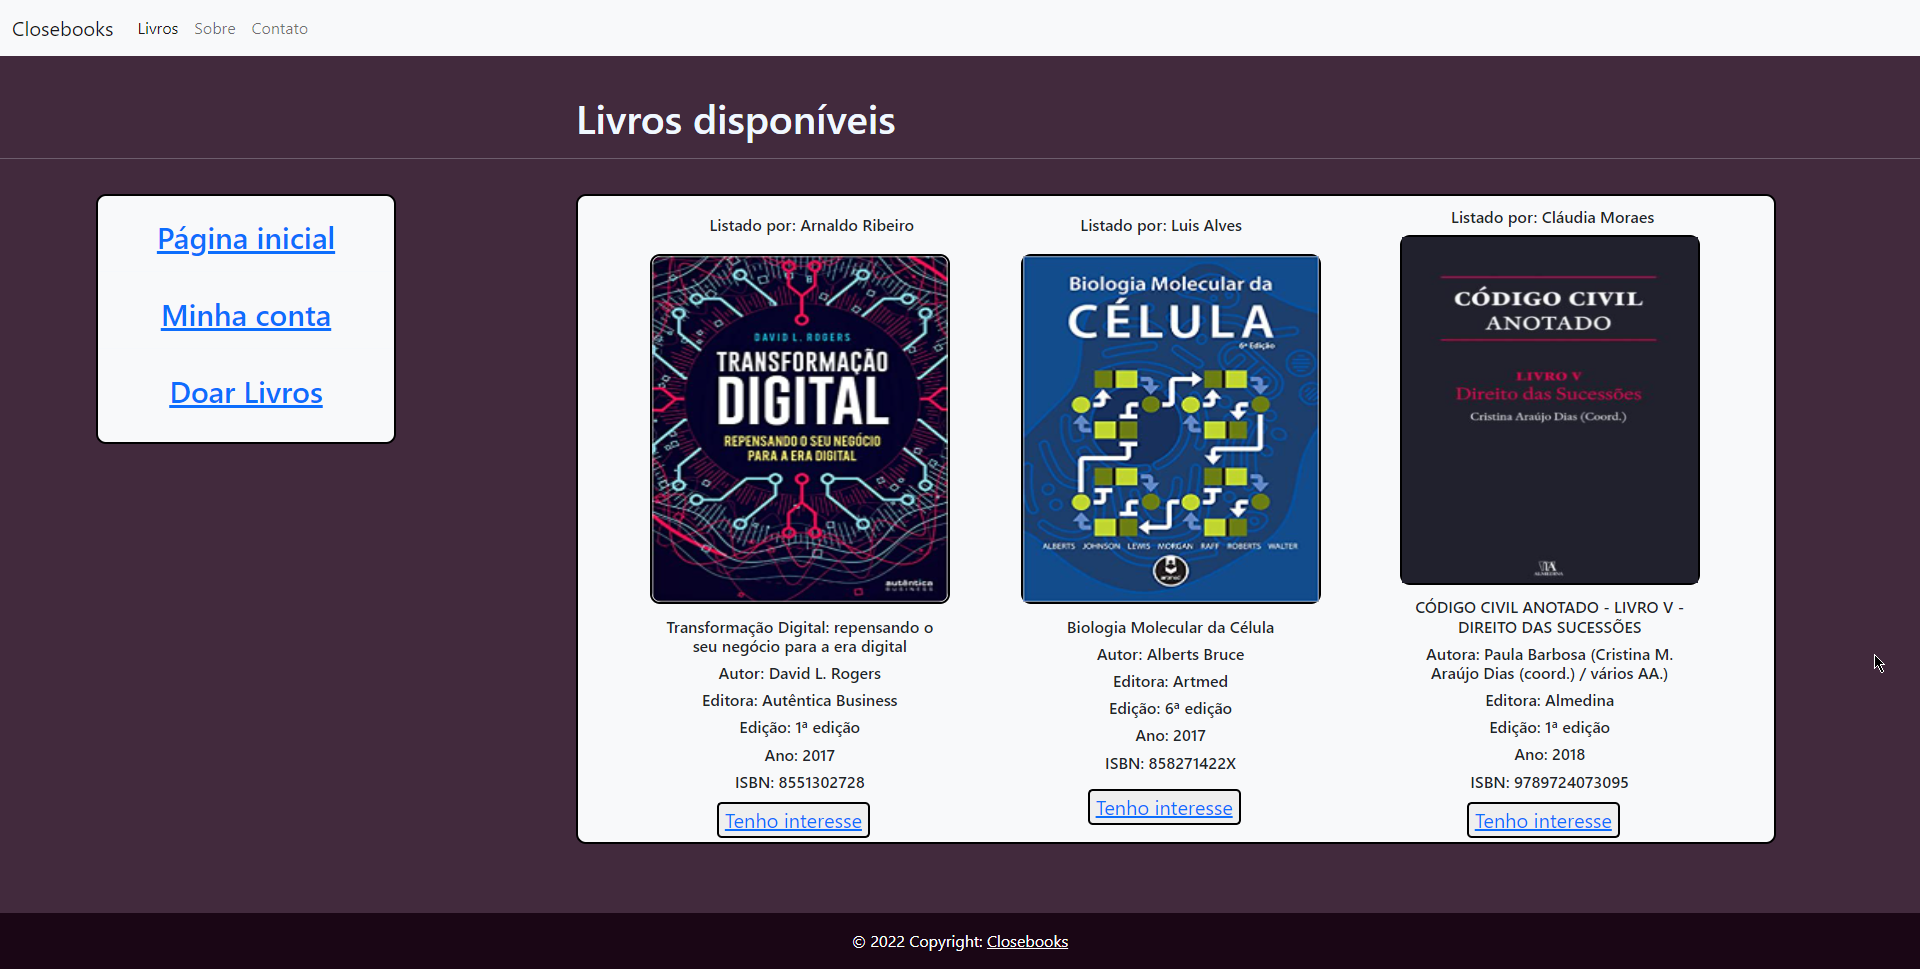 Closebooks Livros Sobre Contato
Livros disponíveis
Página inicial
Minha conta
Doar Livros
Listado por: Arnaldo Ribeiro
DAVID L. ROGERS
TRANSFORMAÇÃO
DIGITAL
REPENSANDO O SEU NEGÓCIO
PARA A ERA DIGITAL
autêntica
BUSINESS
Transformação Digital: repensando o
seu negócio para a era digital
Autor: David L. Rogers
Editora: Autêntica Business
Edição: 1ª edição
Ano: 2017
ISBN: 8551302728
Tenho interesse
Listado por: Luis Alves
Biologia Molecular da
CÉLULA
6ª Edição
ALBERTS JOHNSON LEWIS MORGAN RAFF ROBERTS WALTER
artmed
Biologia Molecular da Célula
Autor: Alberts Bruce
Editora: Artmed
Edição: 6ª edição
Ano: 2017
ISBN: 858271422X
Tenho interesse
Listado por: Cláudia Moraes
CÓDIGO CIVIL
ANOTADO
LIVRO V
Direito das Sucessões
Cristina Araújo Dias (Coord.)
ALMEDINA
CÓDIGO CIVIL ANOTADO - LIVRO V -
DIREITO DAS SUCESSÕES
Autora: Paula Barbosa (Cristina M.
Araújo Dias (coord.) / vários AA.)
Editora: Almedina
Edição: 1ª edição
Ano: 2018
ISBN: 9789724073095
Tenho interesse
© 2022 Copyright: Closebooks